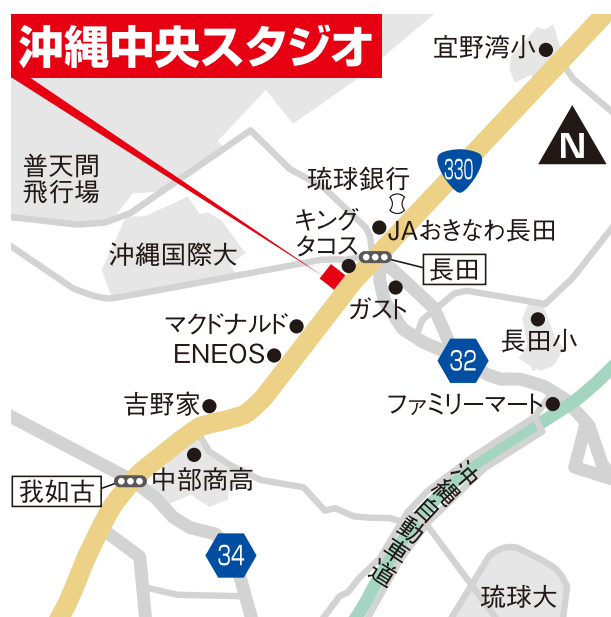 沖縄中央スタジオ
宜野湾小
N
普天間
飛行場
330
琉球銀行
キング
タコス
JAおきなわ長田
沖縄国際大
長田
ガスト
マクドナルド
ENEOS
長田小
32
吉野家
ファミリーマート
中部商高
我如古
沖縄自動車道
34
琉球大